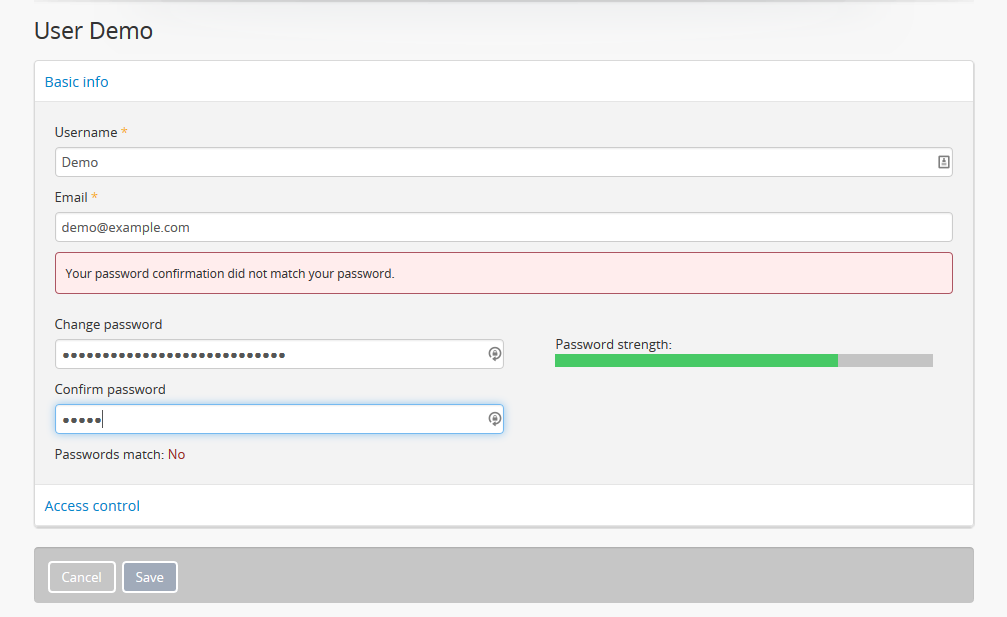 User Demo
Basic info
Username *
Demo
Email *
demo@example.com
Your password confirmation did not match your password.
Change password
••••••••••••••••••••••••••••
Password strength:
Confirm password
•••••
Passwords match: No
Access control
Cancel
Save